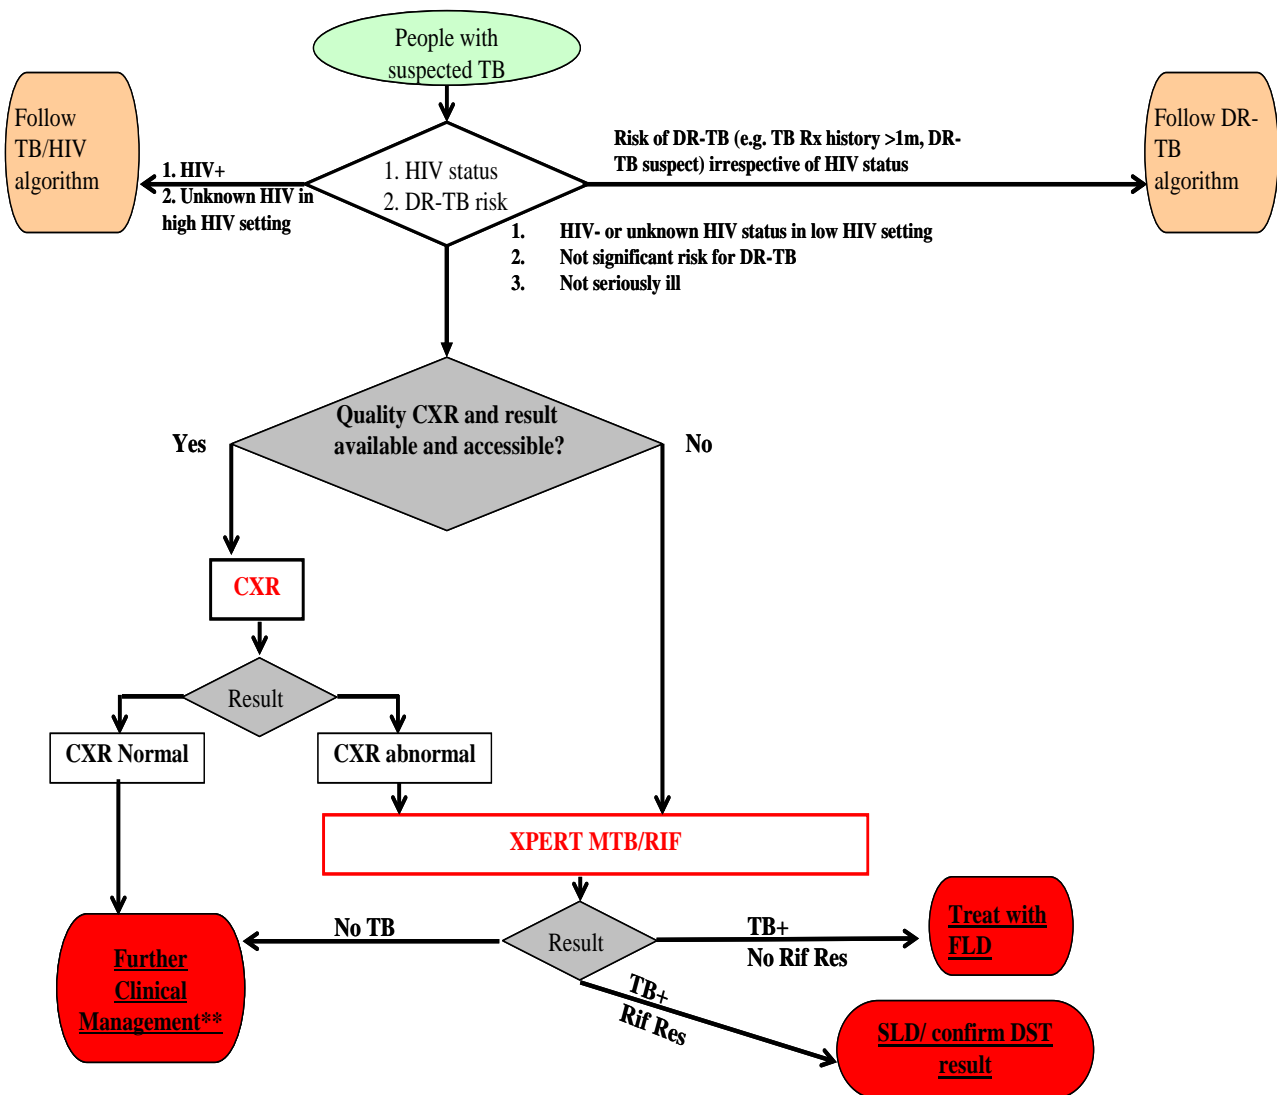 People with
suspected TB
Follow
TB/HIV
algorithm
1. HIV+
2. Unknown HIV in
high HIV setting
1. HIV status
2. DR-TB risk
Risk of DR-TB (e.g. TB Rx history >1m, DR-
TB suspect) irrespective of HIV status
Follow DR-
TB
algorithm
1. HIV- or unknown HIV status in low HIV setting
2. Not significant risk for DR-TB
3. Not seriously ill
Quality CXR and result
available and accessible?
Yes
No
CXR
Result
CXR Normal
CXR abnormal
XPERT MTB/RIF
No TB
Result
TB+
No Rif Res
Treat with
FLD
Further
Clinical
Management**
TB+
Rif Res
SLD/ confirm DST
result